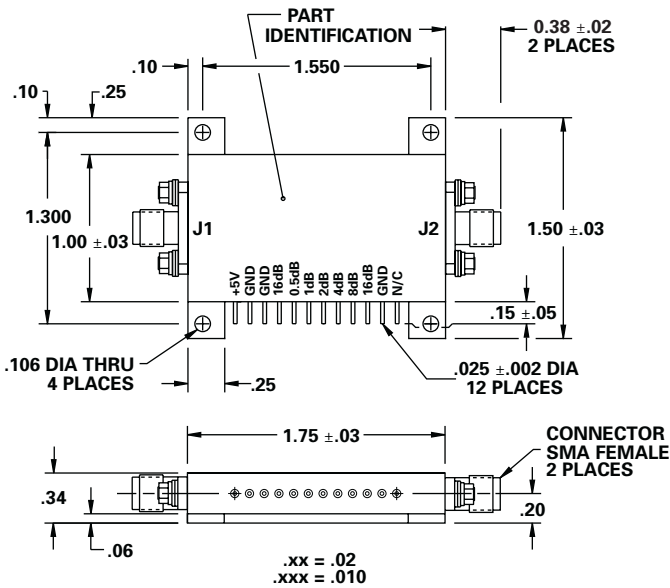 PART
IDENTIFICATION
0.38 ±.02
2 PLACES
.10
1.550
.10
.25
1.300
1.00 ±.03
J1
J2
1.50 ±.03
+5V
GND
GND
16dB
0.5dB
1dB
2dB
4dB
8dB
16dB
GND
N/C
.15 ±.05
.106 DIA THRU
4 PLACES
.25
.025 ±.002 DIA
12 PLACES
1.75 ±.03
CONNECTOR
SMA FEMALE
2 PLACES
.34
.20
.06
.xx = .02
.xxx = .010